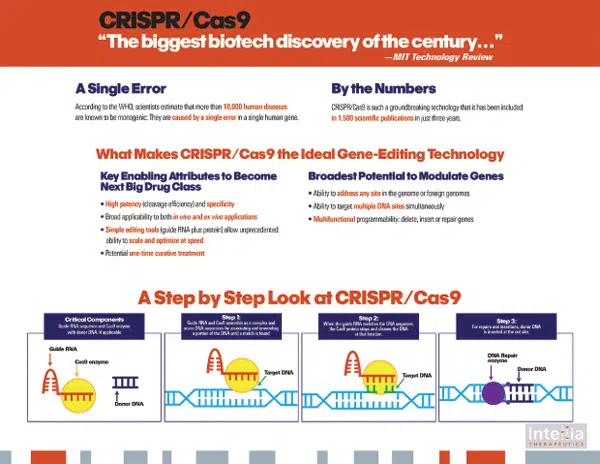 CRISPR/Cas9
“The biggest biotech discovery of the century…”
—MIT Technology Review
A Single Error
According to the WHO, scientists estimate that more than 10,000 human diseases
are known to be monogenic: They are caused by a single error in a single human gene.
By the Numbers
CRISPR/Cas9 is such a groundbreaking technology that it has been included
in 1,500 scientific publications in just three years.
What Makes CRISPR/Cas9 the Ideal Gene-Editing Technology
Key Enabling Attributes to Become
Next Big Drug Class
• High potency (cleavage efficiency) and specificity
• Broad applicability to both in vivo and ex vivo applications
• Simple editing tools (guide RNA plus protein) allow unprecedented
ability to scale and optimize at speed
• Potential one-time curative treatment
Broadest Potential to Modulate Genes
• Ability to address any site in the genome or foreign genomes
• Ability to target multiple DNA sites simultaneously
• Multifunctional programmability: delete, insert or repair genes
A Step by Step Look at CRISPR/Cas9
Critical Components
Guide RNA sequence and Cas9 enzyme
with donor DNA, if applicable
Guide RNA
Cas9 enzyme
Donor DNA
Step 1:
Guide RNA and Cas9 assemble as a complex and
scans DNA sequences for associating and unwinding
a portion of the DNA until a match is found
Target DNA
Step 2:
When the guide RNA matches the DNA sequence,
the Cas9 protein stops and cleaves the DNA
at that location.
Target DNA
Step 3:
For repairs and insertions, donor DNA
is inserted at the cut site.
DNA Repair
enzyme
Donor DNA
Intellia
THERAPEUTICS